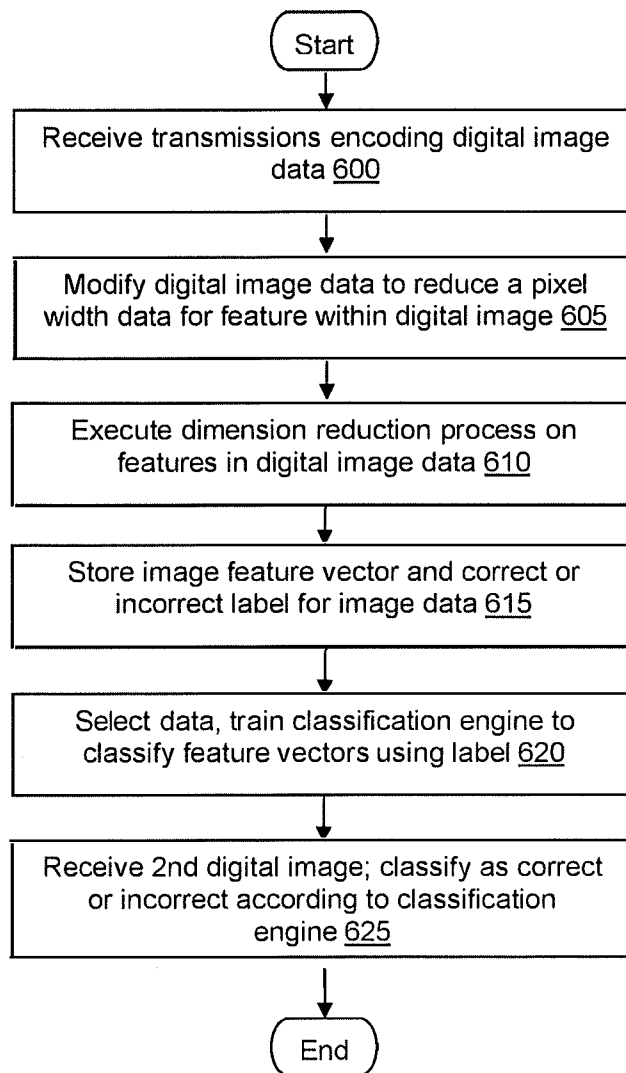 Start
Receive transmissions encoding digital image
data 600
Modify digital image data to reduce a pixel
width data for feature within digital image 605
Execute dimension reduction process on
features in digital image data 610
Store image feature vector and correct or
incorrect label for image data 615
Select data, train classification engine to
classify feature vectors using label 620
Receive 2nd digital image; classify as correct
or incorrect according to classification
engine 625
End